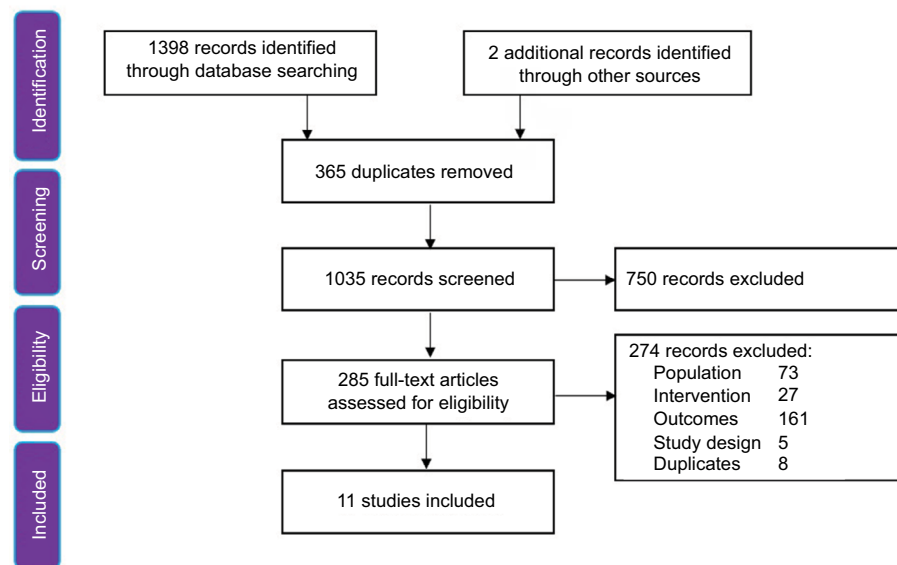 Identification
1398 records identified
through database searching
2 additional records identified
through other sources
365 duplicates removed
Screening
1035 records screened
750 records excluded
Eligibility
285 full-text articles
assessed for eligibility
274 records excluded:
Population 73
Intervention 27
Outcomes 161
Study design 5
Duplicates 8
Included
11 studies included